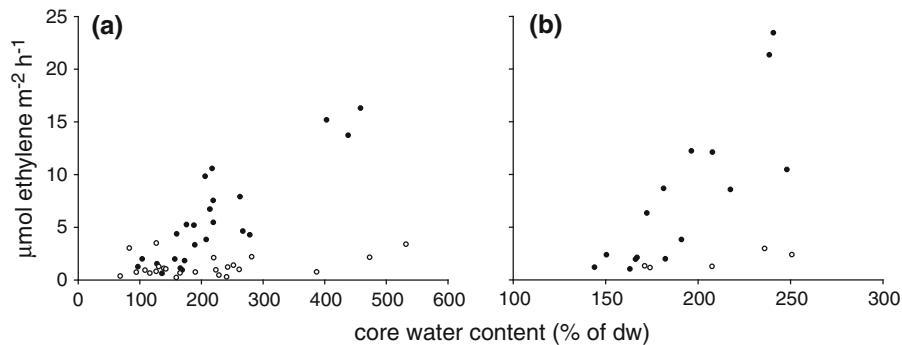 (a)
(b)
µmol ethylene m⁻² h⁻¹
25
20
15
10
5
0
0 100 200 300 400 500 600
100 150 200 250 300
core water content (% of dw)